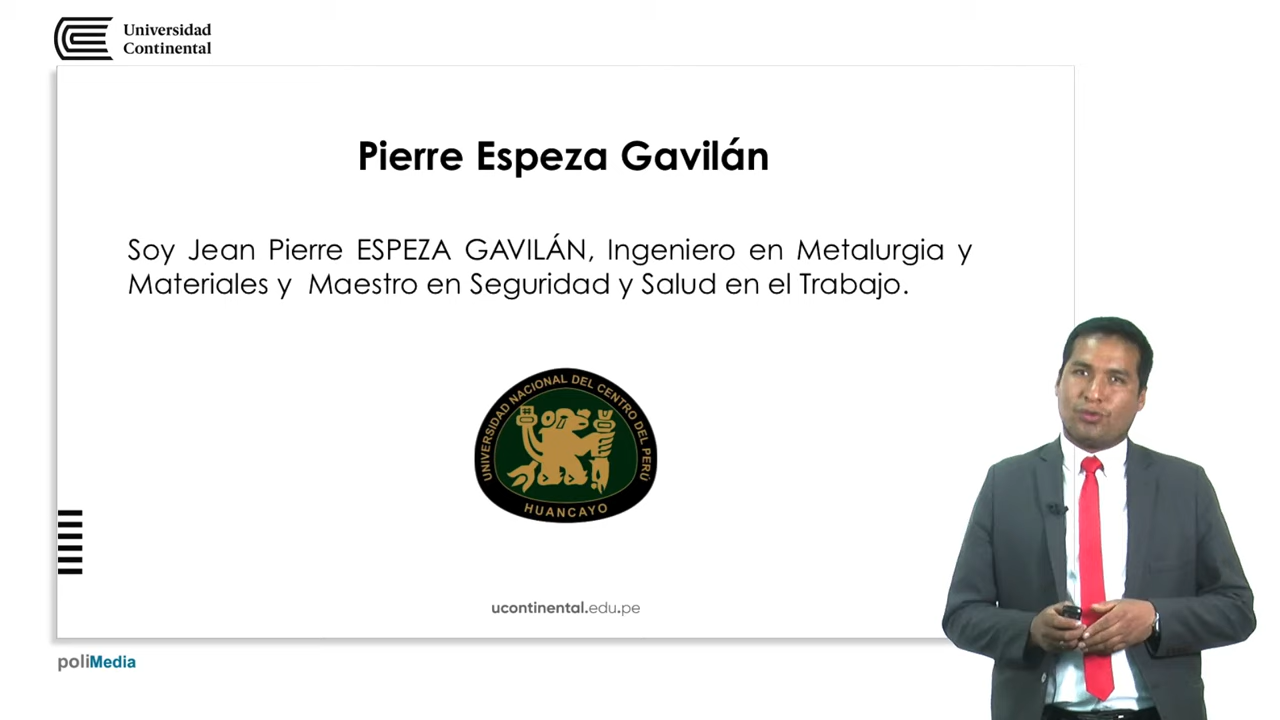 Universidad
Continental
Pierre Espeza Gavilán
Soy Jean Pierre ESPEZA GAVILÁN, Ingeniero en Metalurgia y
Materiales y Maestro en Seguridad y Salud en el Trabajo.
UNIVERSIDAD NACIONAL DEL CENTRO DEL PERÚ
HUANCAYO
ucontinental.edu.pe
poliMedia